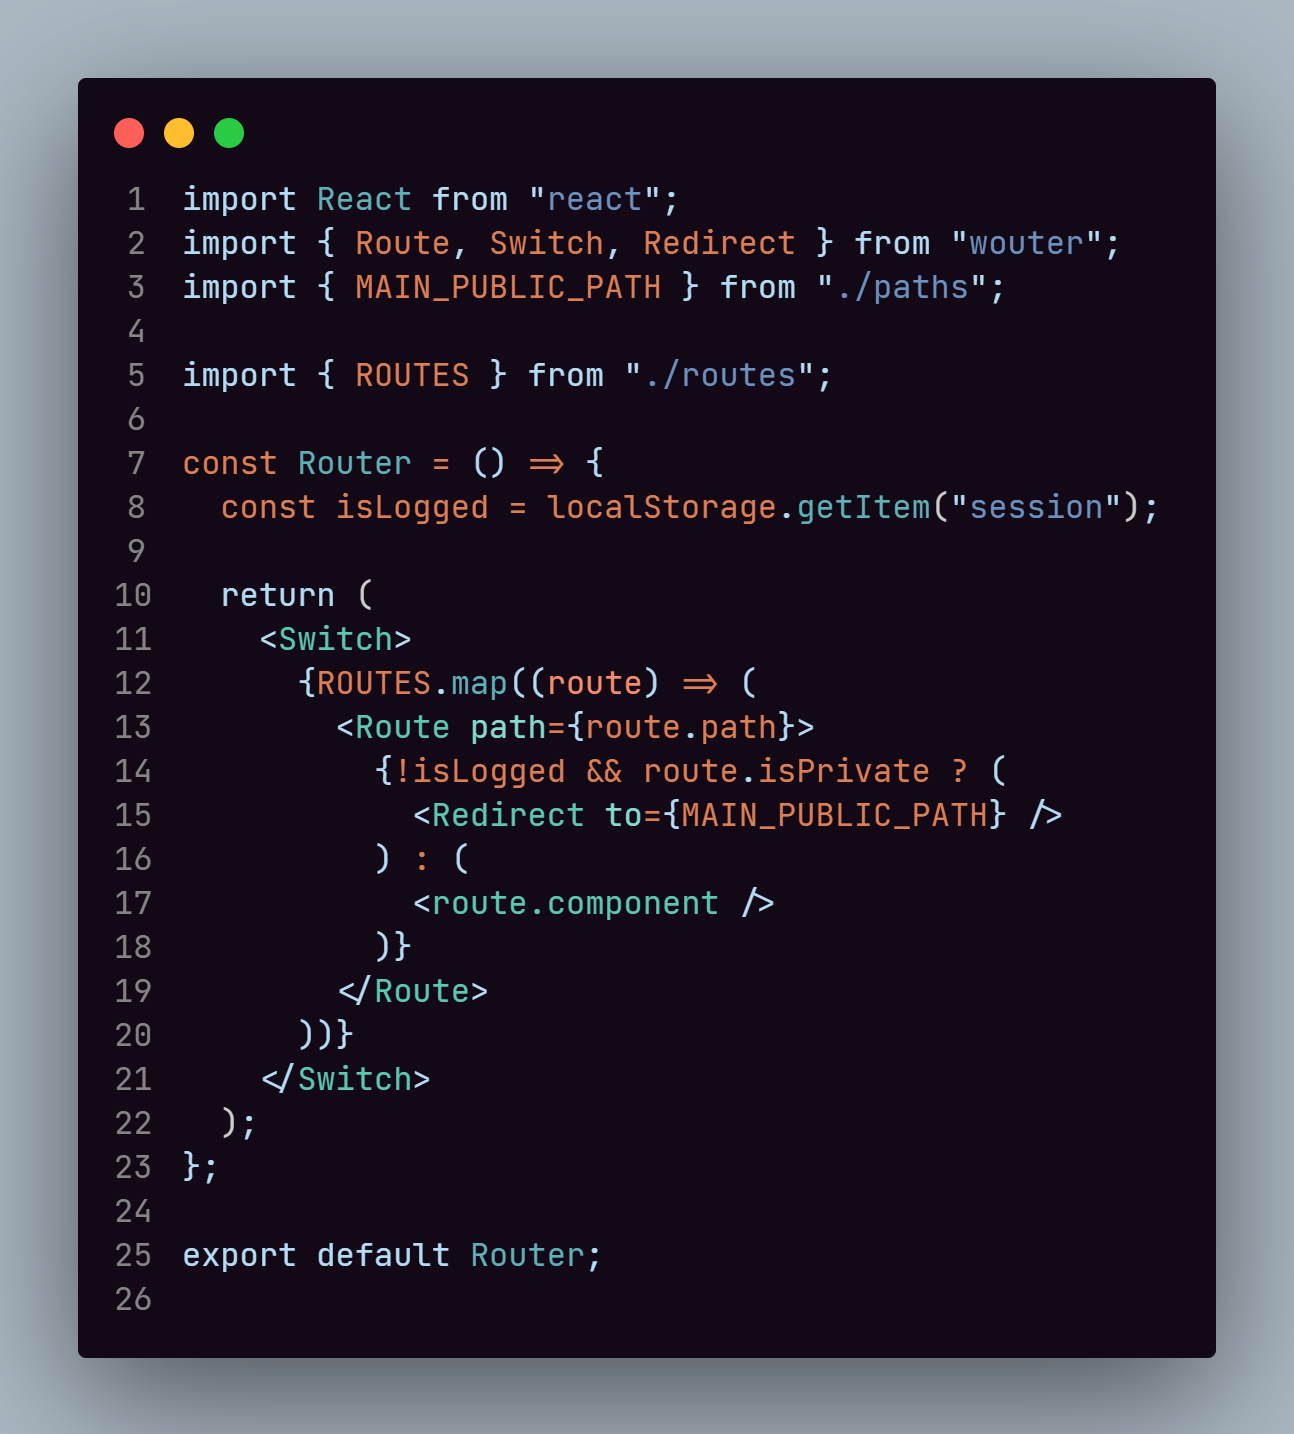 1 import React from "react";
2 import { Route, Switch, Redirect } from "wouter";
3 import { MAIN_PUBLIC_PATH } from "./paths";
4
5 import { ROUTES } from "./routes";
6
7 const Router = () => {
8   const isLogged = localStorage.getItem("session");
9
10   return (
11     <Switch>
12       {ROUTES.map((route) => (
13         <Route path={route.path}>
14           {!isLogged && route.isPrivate ? (
15             <Redirect to={MAIN_PUBLIC_PATH} />
16           ) : (
17             <route.component />
18           )}
19         </Route>
20       ))}
21     </Switch>
22   );
23 };
24
25 export default Router;
26